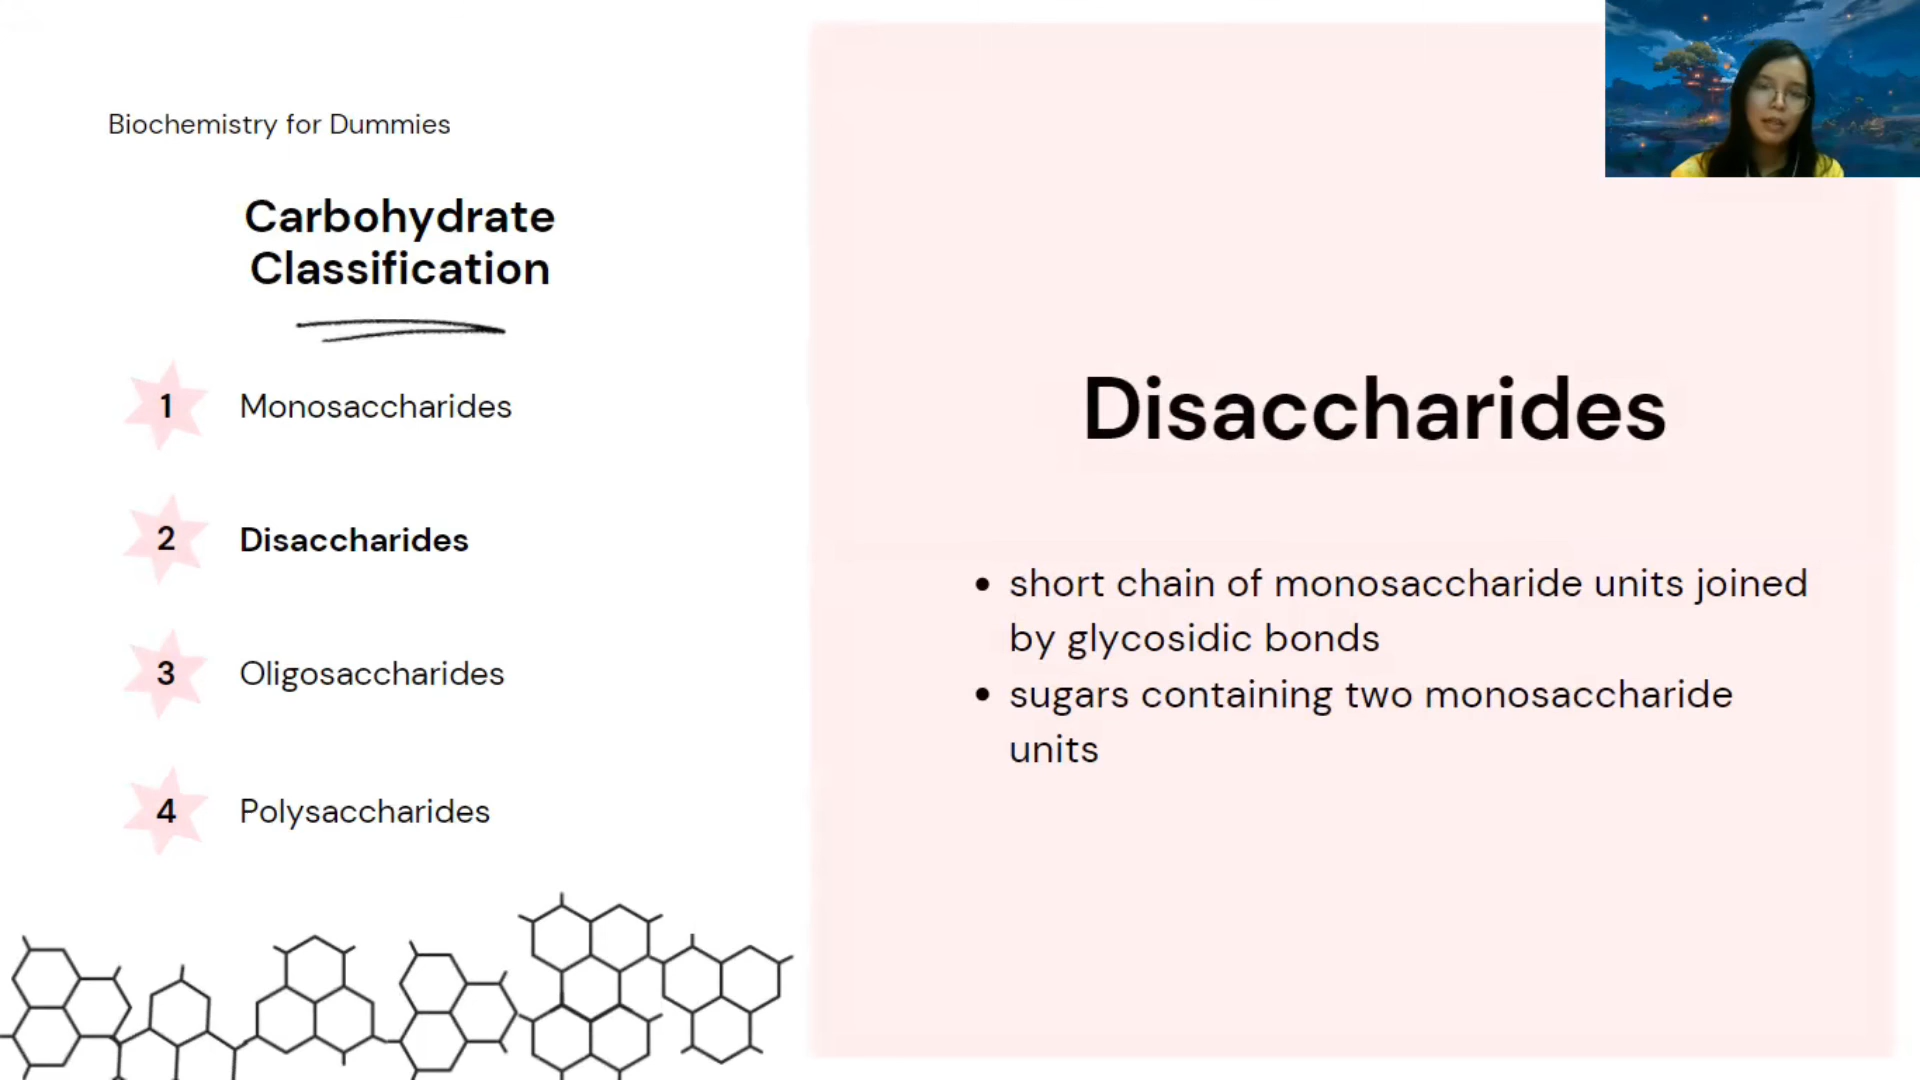 Biochemistry for Dummies
Carbohydrate
Classification
1 Monosaccharides
2 Disaccharides
3 Oligosaccharides
4 Polysaccharides
Disaccharides
• short chain of monosaccharide units joined
by glycosidic bonds
• sugars containing two monosaccharide
units